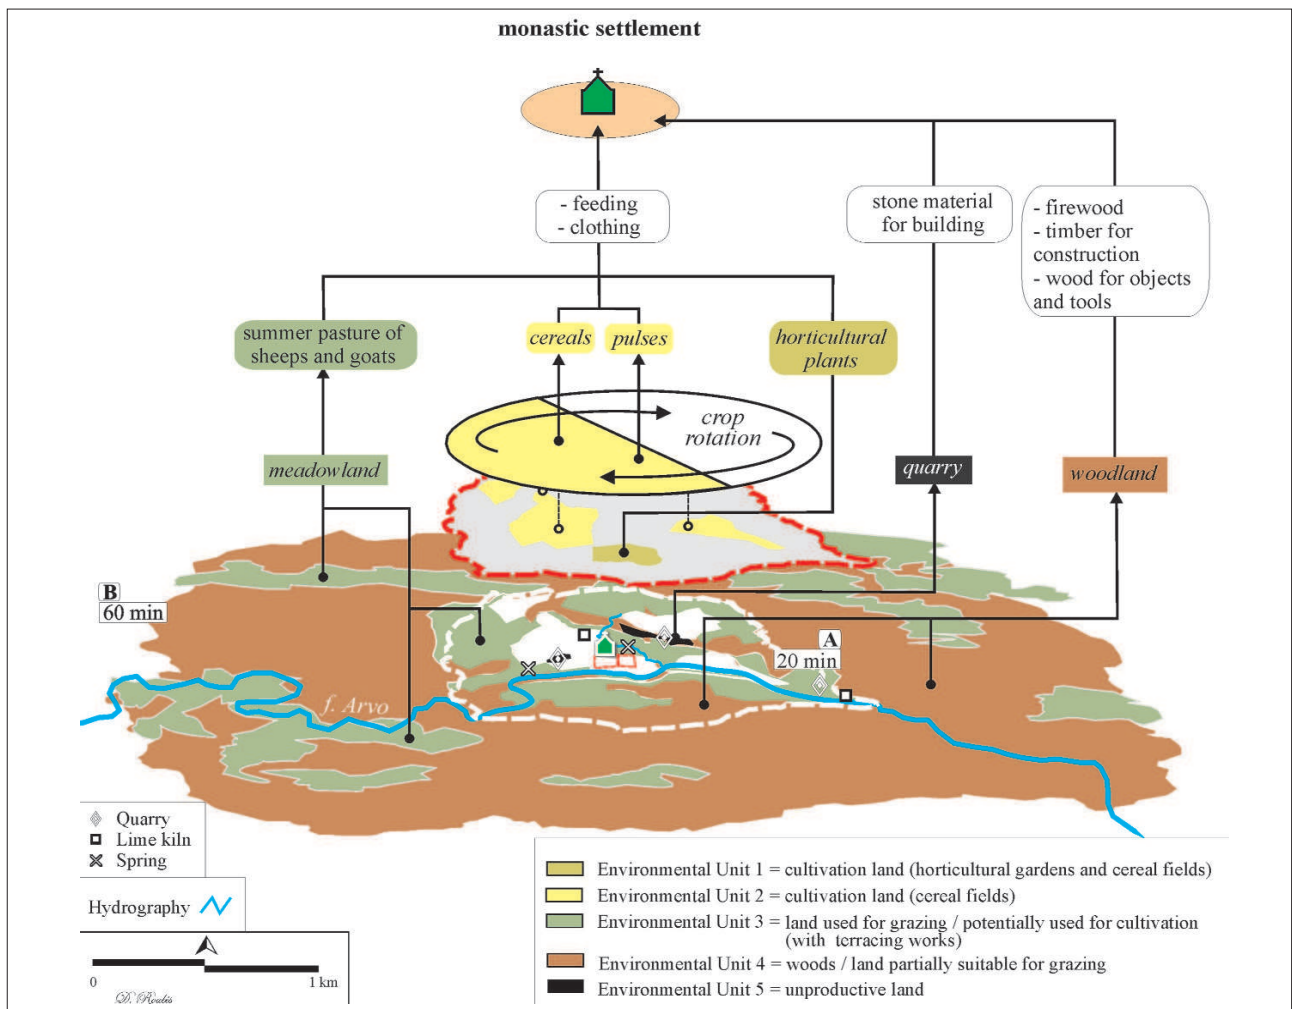 monastic settlement
- feeding
- clothing
stone material
for building
- firewood
- timber for
construction
- wood for objects
and tools
summer pasture of
sheeps and goats
cereals
pulses
horticultural
plants
crop
rotation
meadowland
quarry
woodland
B
60 min
A
20 min
f. Arvo
Quarry
Lime kiln
Spring
Hydrography
0
1 km
Environmental Unit 1 = cultivation land (horticultural gardens and cereal fields)
Environmental Unit 2 = cultivation land (cereal fields)
Environmental Unit 3 = land used for grazing / potentially used for cultivation
(with terracing works)
Environmental Unit 4 = woods / land partially suitable for grazing
Environmental Unit 5 = unproductive land